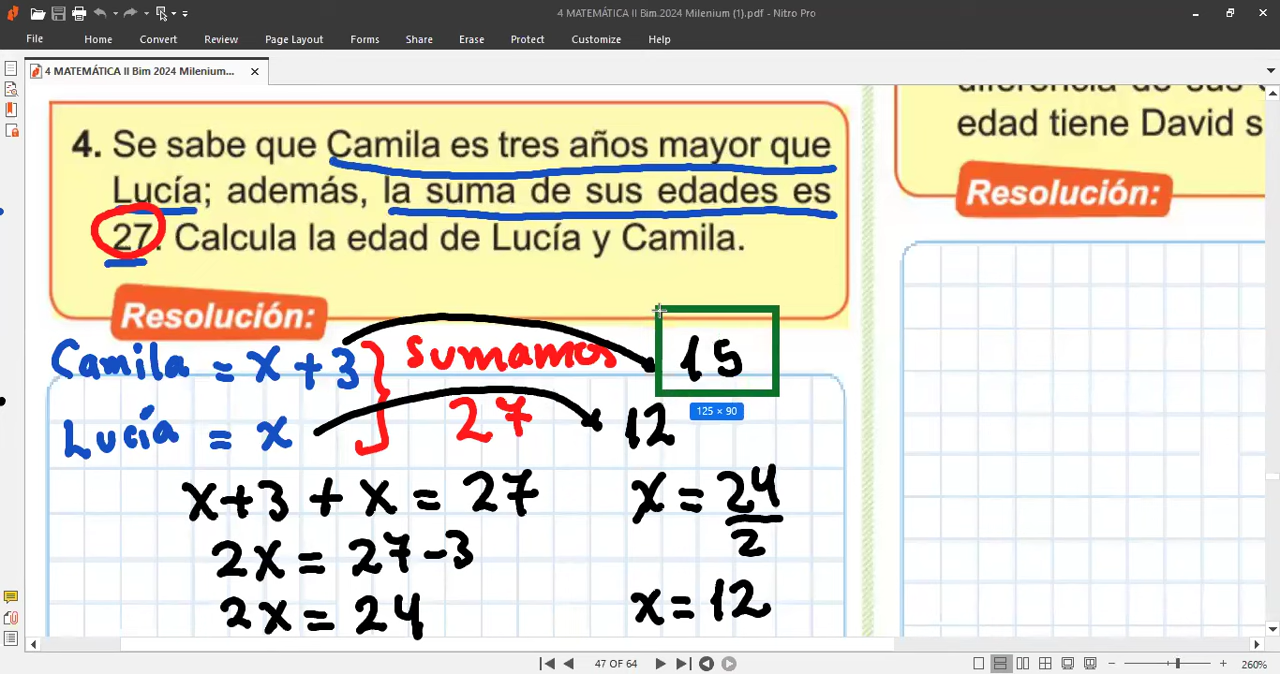 4 MATEMÁTICA II Bim.2024 Milenium (1).pdf - Nitro Pro
File Home Convert Review Page Layout Forms Share Erase Protect Customize Help
4 MATEMÁTICA II Bim 2024 Milenium...
4. Se sabe que Camila es tres años mayor que
Lucía; además, la suma de sus edades es
27. Calcula la edad de Lucía y Camila.
Resolución:
Camila = x + 3
Sumamos
15
125 × 90
Lucía = x
27
12
x + 3 + x = 27
2x = 27 - 3
2x = 24
x = 24
2
x = 12
edad tiene David s
Resolución:
47 OF 64
260%